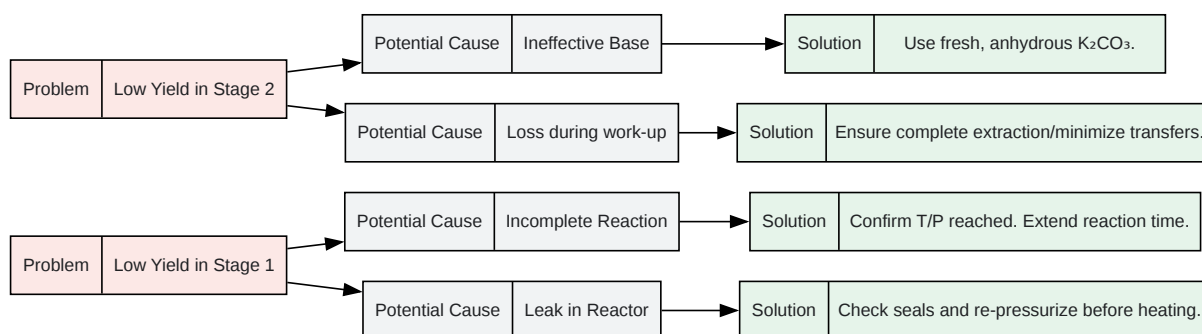 Potential Cause Ineffective Base Solution Use fresh, anhydrous K₂CO₃.
Problem Low Yield in Stage 2
Potential Cause Loss during work-up Solution Ensure complete extraction/minimize transfers.
Potential Cause Incomplete Reaction Solution Confirm T/P reached. Extend reaction time.
Problem Low Yield in Stage 1
Potential Cause Leak in Reactor Solution Check seals and re-pressurize before heating.